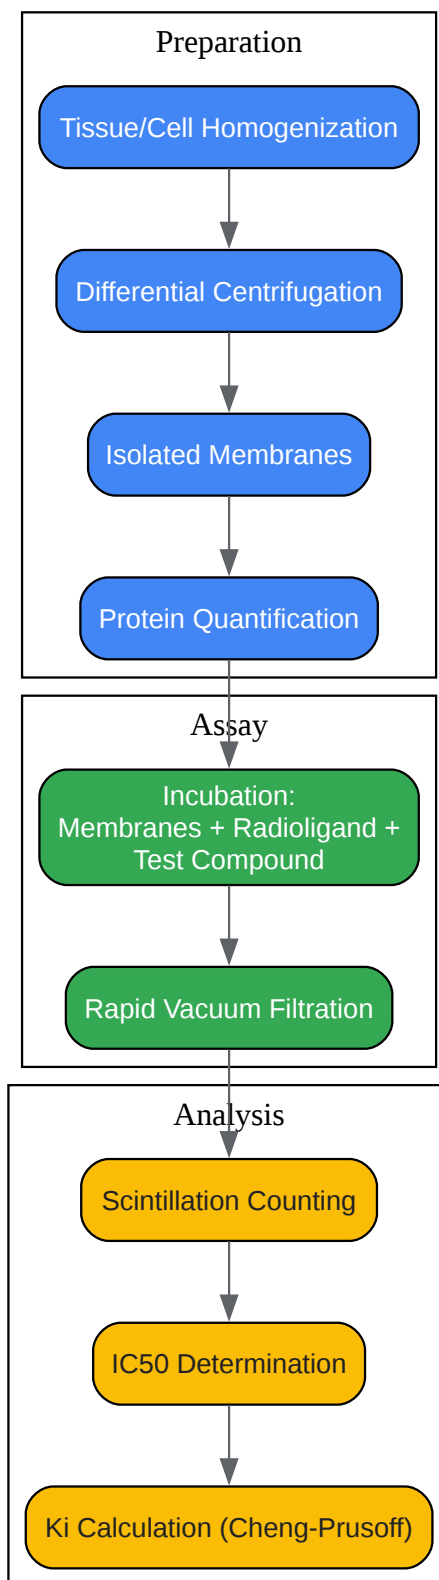 Preparation
Tissue/Cell Homogenization
Differential Centrifugation
Isolated Membranes
Protein Quantification
Assay
Incubation:
Membranes + Radioligand +
Test Compound
Rapid Vacuum Filtration
Analysis
Scintillation Counting
IC50 Determination
Ki Calculation (Cheng-Prusoff)